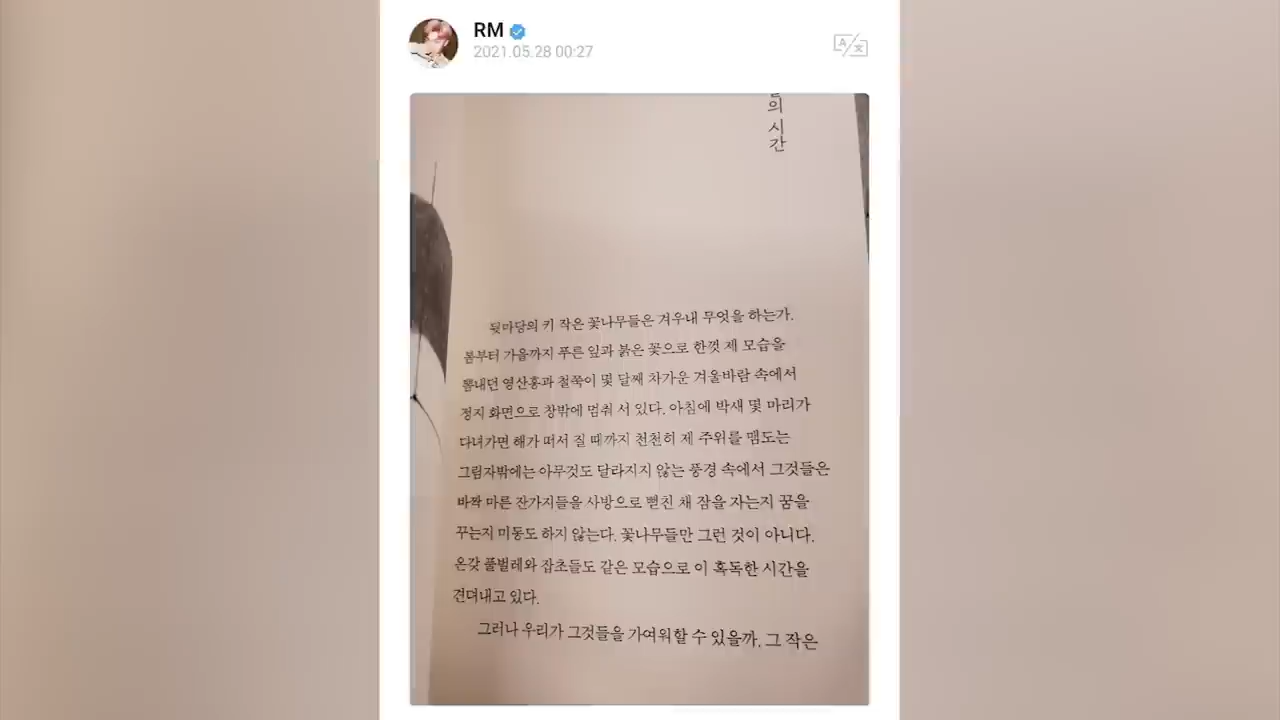 RM
2021.05.28 00:27
의 시간
뒷마당의 키 작은 꽃나무들은 겨우내 무엇을 하는가.
봄부터 가을까지 푸른 잎과 붉은 꽃으로 한껏 제 모습을
뽐내던 영산홍과 철쭉이 몇 달째 차가운 겨울바람 속에서
정지 화면으로 창밖에 멈춰 서 있다. 아침에 박새 몇 마리가
다녀가면 해가 떠서 질 때까지 천천히 제 주위를 맴도는
그림자밖에는 아무것도 달라지지 않는 풍경 속에서 그것들은
바짝 마른 잔가지들을 사방으로 뻗친 채 잠을 자는지 꿈을
꾸는지 미동도 하지 않는다. 꽃나무들만 그런 것이 아니다.
온갖 풀벌레와 잡초들도 같은 모습으로 이 혹독한 시간을
견뎌내고 있다.
그러나 우리가 그것들을 가여워할 수 있을까. 그 작은